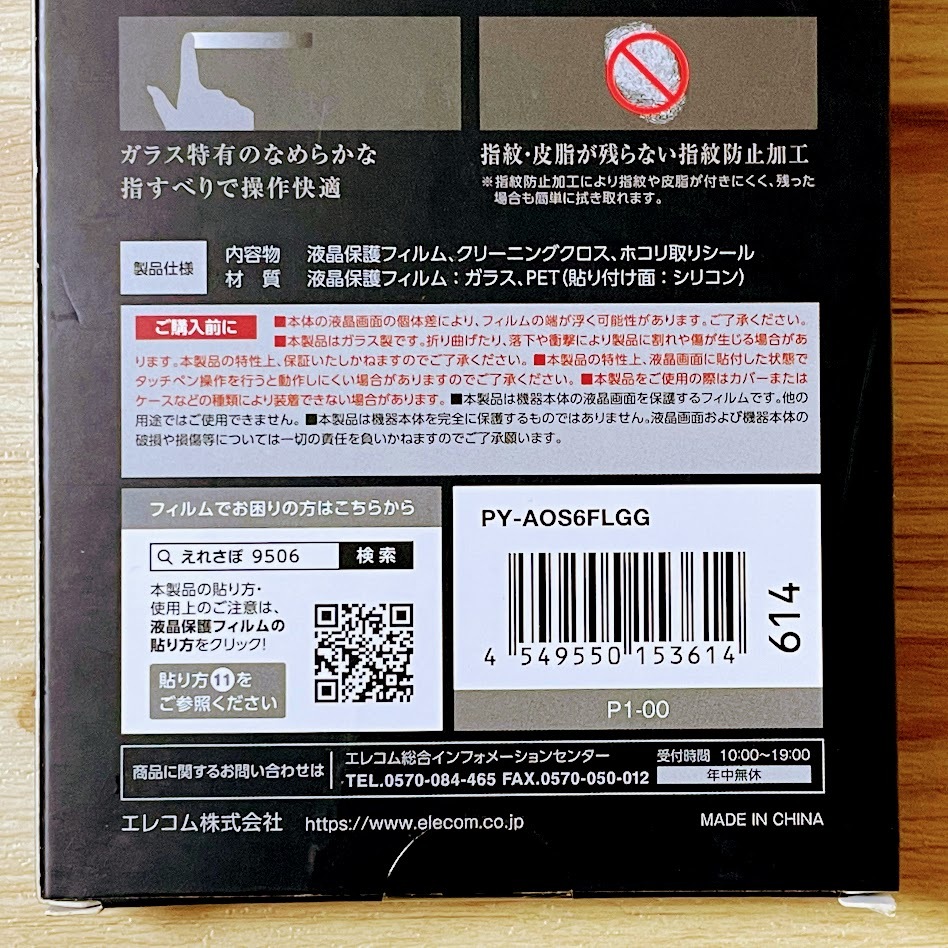 ガラス特有のなめらかな
指すべりで操作快適
指紋・皮脂が残らない指紋防止加工
※指紋防止加工により指紋や皮脂が付きにくく、残った
場合も簡単に拭き取れます。
製品仕様
内容物 液晶保護フィルム、クリーニングクロス、ホコリ取りシール
材質 液晶保護フィルム：ガラス、PET（貼り付け面：シリコン）
ご購入前に ■本体の液晶画面の個体差により、フィルムの端が浮く可能性があります。ご了承ください。
■本製品はガラス製です。折り曲げたり、落下や衝撃により製品に割れや傷が生じる場合があ
ります。本製品の特性上、保証いたしかねますのでご了承ください。■本製品の特性上、液晶画面に貼付した状態で
タッチペン操作を行うと動作しにくい場合がありますのでご了承ください。■本製品をご使用の際はカバーまたは
ケースなどの種類により装着できない場合があります。■本製品は機器本体の液晶画面を保護するフィルムです。他の
用途ではご使用できません。■本製品は機器本体を完全に保護するものではありません。液晶画面および機器本体の
破損や損傷等については一切の責任を負いかねますのでご了承願います。
フィルムでお困りの方はこちらから
えれさぽ 9506 検索
本製品の貼り方・
使用上のご注意は、
液晶保護フィルムの
貼り方をクリック！
貼り方⑪を
ご参照ください
PY-AOS6FLGG
4 549550 153614
614
P1-00
商品に関するお問い合わせは
エレコム総合インフォメーションセンター
TEL.0570-084-465 FAX.0570-050-012
受付時間 10:00～19:00
年中無休
エレコム株式会社 https://www.elecom.co.jp
MADE IN CHINA